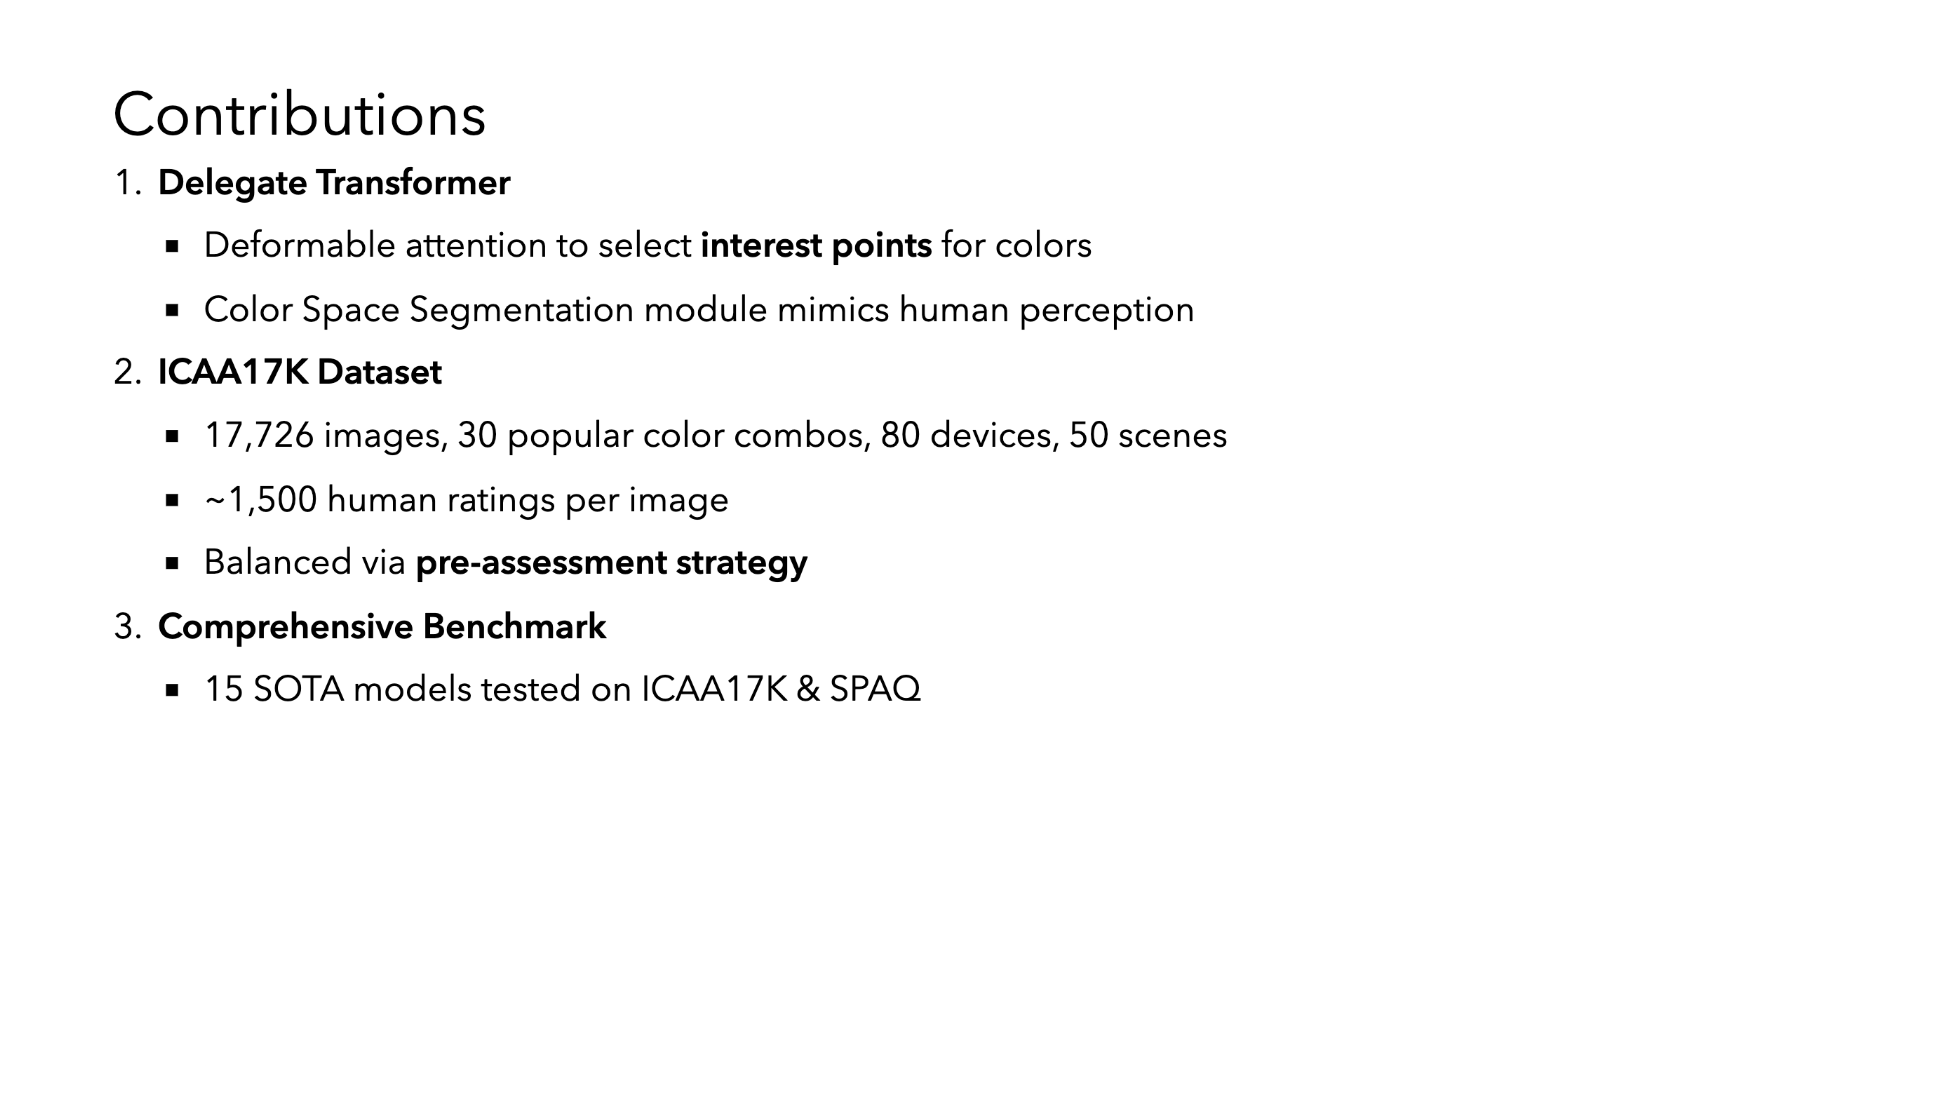 Contributions
1. Delegate Transformer
▪ Deformable attention to select interest points for colors
▪ Color Space Segmentation module mimics human perception
2. ICAA17K Dataset
▪ 17,726 images, 30 popular color combos, 80 devices, 50 scenes
▪ ~1,500 human ratings per image
▪ Balanced via pre-assessment strategy
3. Comprehensive Benchmark
▪ 15 SOTA models tested on ICAA17K & SPAQ